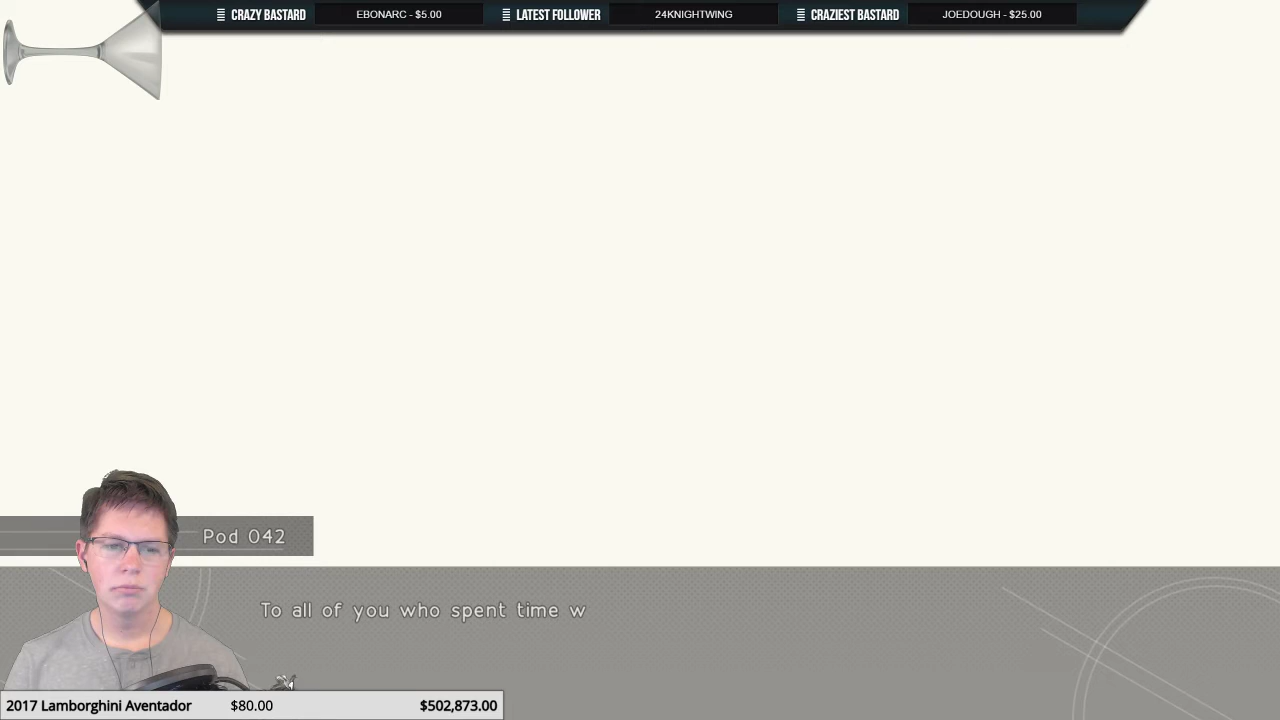 CRAZY BASTARD EBONARC - $5.00 LATEST FOLLOWER 24KNIGHTWING CRAZIEST BASTARD JOEDOUGH - $25.00
Pod 042
To all of you who spent time w
2017 Lamborghini Aventador $80.00 $502,873.00